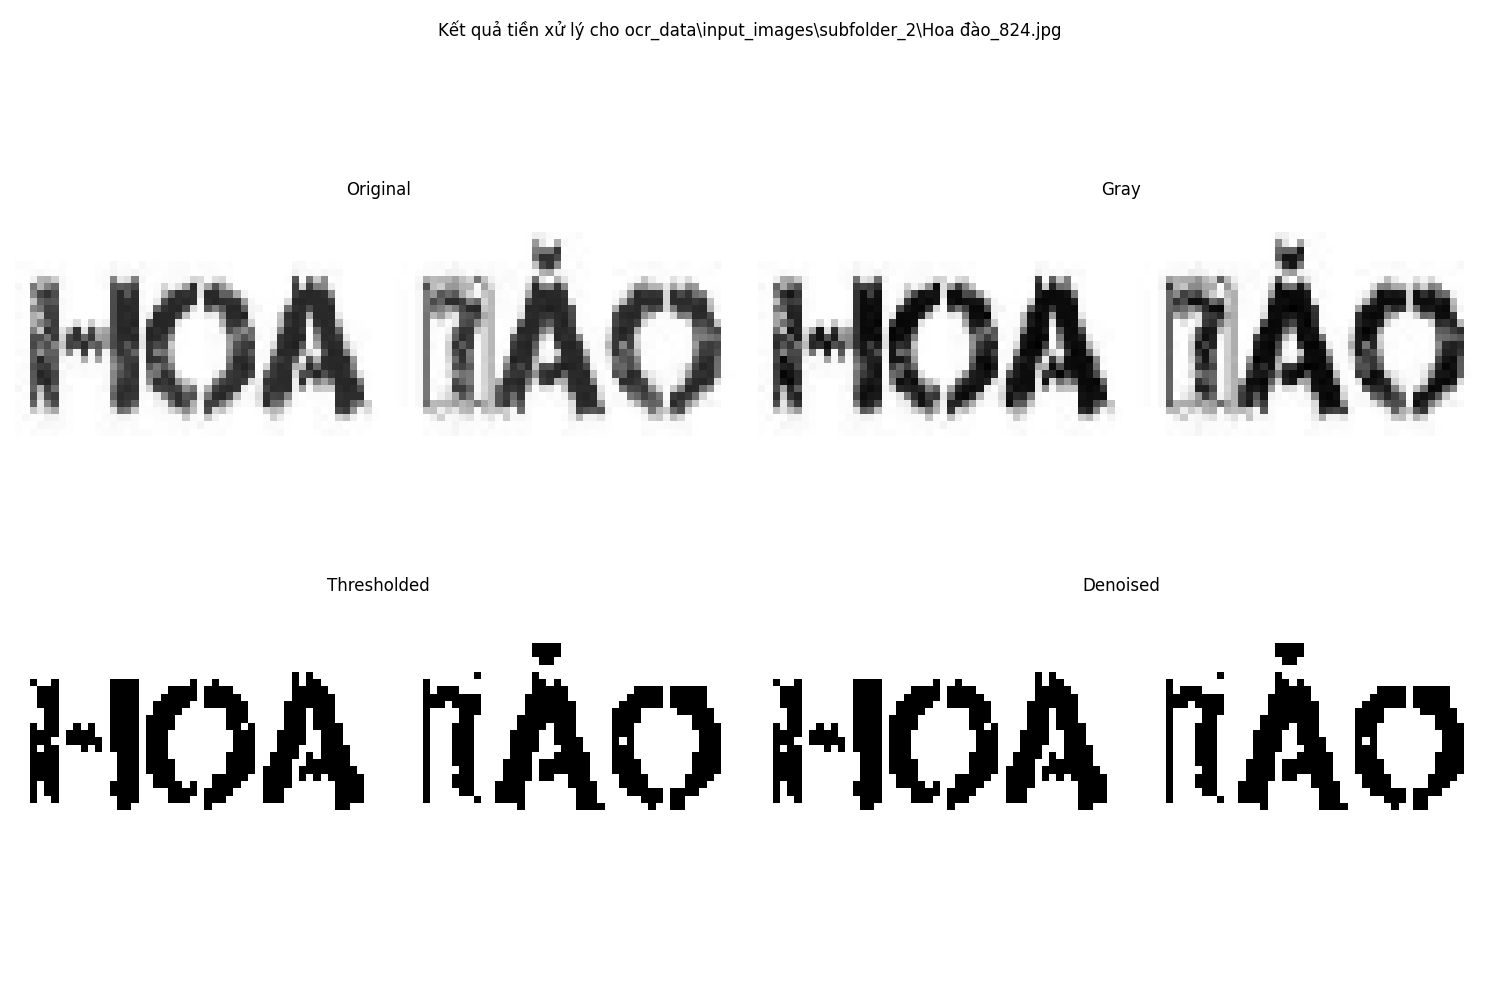 Kết quả tiền xử lý cho ocr_data\input_images\subfolder_2\Hoa đào_824.jpg
Original
Gray
HOA
HOA
Thresholded
Denoised
HOA
HOA